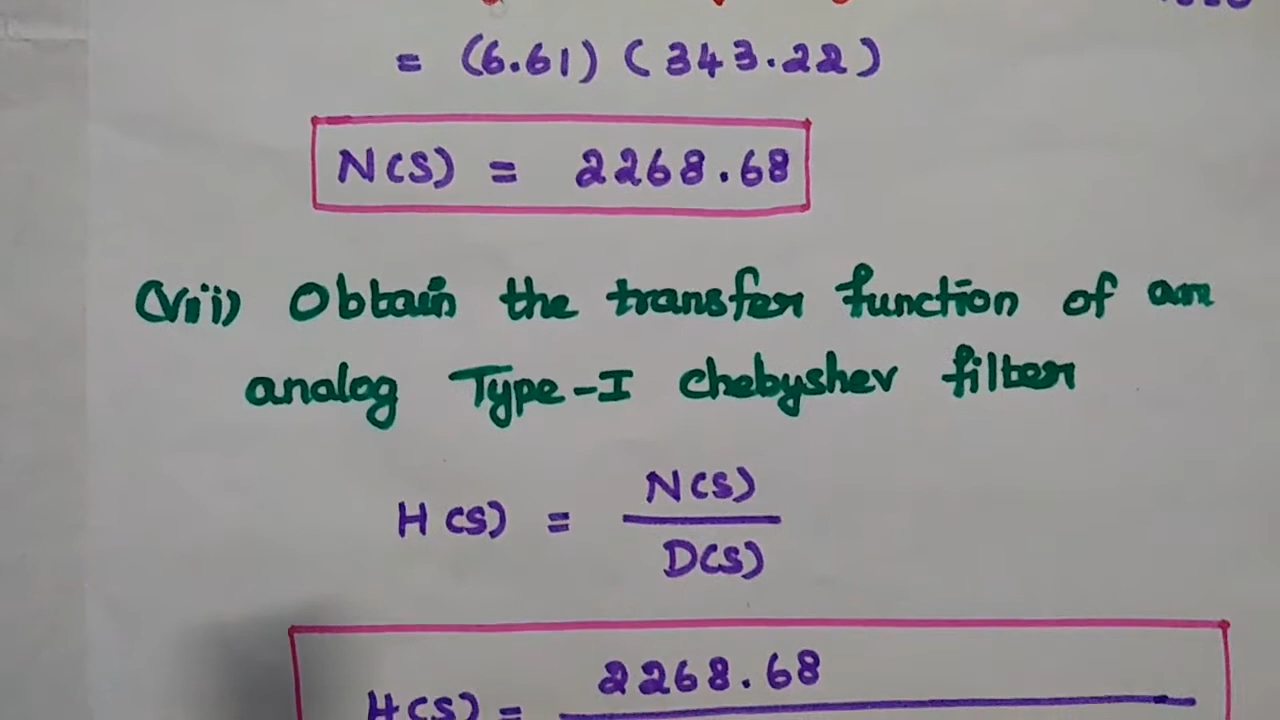 = (6.61) (343.22)
N(S) = 2268.68
(vii) Obtain the transfer function of an
analog Type-I chebyshev filter
H(S) = N(S) / D(S)
2268.68
H(S) =